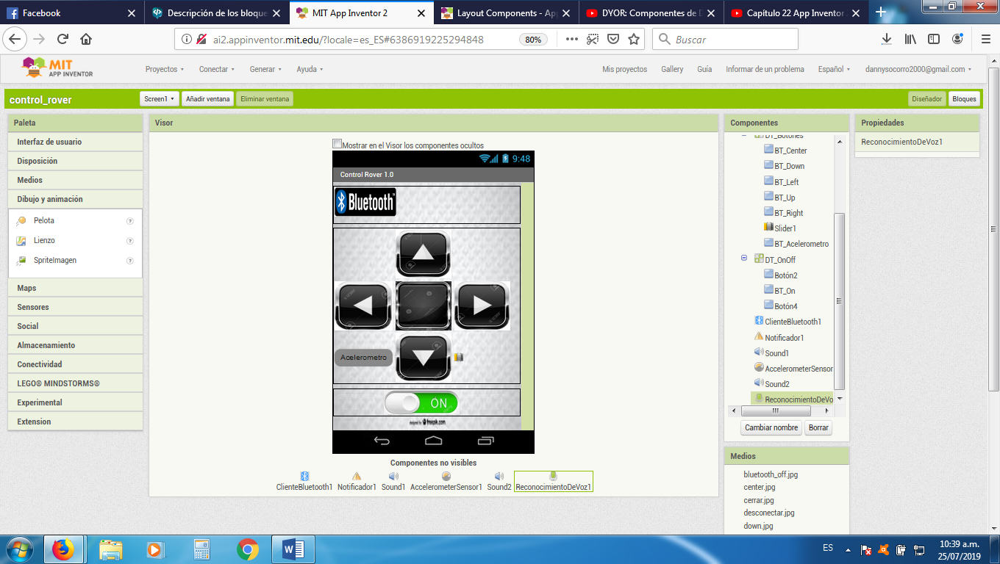 Facebook
Descripción de los bloque
MIT App Inventor 2
Layout Components - App
DYOR: Componentes de D
Capitulo 22 App Inventor
ai2.appinventor.mit.edu/?locale=es_ES#6386919225294848
80%
Buscar
MIT
APP INVENTOR
Proyectos
Conectar
Generar
Ayuda
Mis proyectos
Gallery
Guía
Informar de un problema
Español
dannysocorro2000@gmail.com
control_rover
Screen1
Añadir ventana
Eliminar ventana
Diseñador
Bloques
Paleta
Interfaz de usuario
Disposición
Medios
Dibujo y animación
Pelota
Lienzo
SpriteImagen
Maps
Sensores
Social
Almacenamiento
Conectividad
LEGO® MINDSTORMS®
Experimental
Extension
Visor
Mostrar en el Visor los componentes ocultos
9:48
Control Rover 1.0
Bluetooth™
Acelerometro
ON
designed by freepik.com
Componentes no visibles
ClienteBluetooth1
Notificador1
Sound1
AccelerometerSensor1
Sound2
ReconocimientoDeVoz1
Componentes
DT_Botones
BT_Center
BT_Down
BT_Left
BT_Up
BT_Right
Slider1
BT_Acelerometro
DT_OnOff
Botón2
BT_On
Botón4
ClienteBluetooth1
Notificador1
Sound1
AccelerometerSensor
Sound2
ReconocimientoDeVo
Cambiar nombre
Borrar
Medios
bluetooth_off.jpg
center.jpg
cerrar.jpg
desconectar.jpg
down.jpg
Propiedades
ReconocimientoDeVoz1
ES
10:39 a.m.
25/07/2019